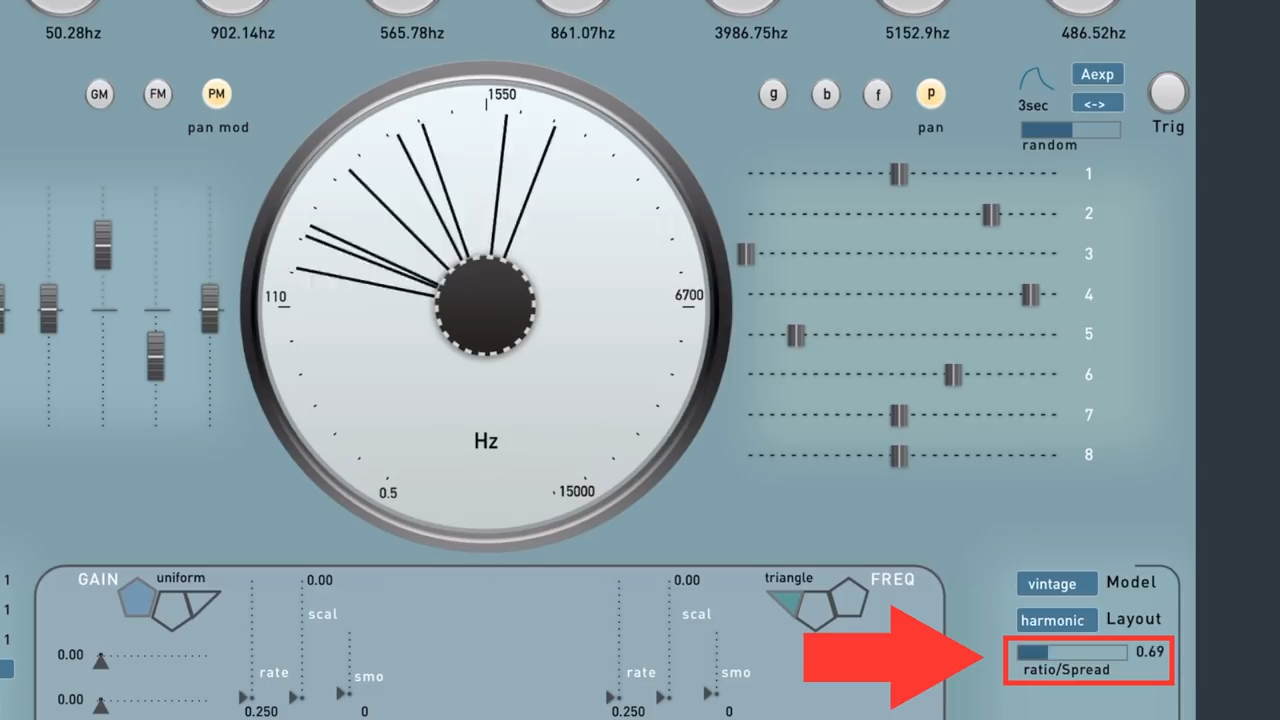 50.28hz 902.14hz 565.78hz 861.07hz 3986.75hz 5152.9hz 486.52hz
GM FM PM
pan mod
g b f p
pan
3sec
Aexp
<->
random
Trig
1550
110
6700
Hz
0.5
15000
1
2
3
4
5
6
7
8
1
1
1
GAIN
uniform
0.00
scal
0.00
rate
smo
0.00
0.250
0
0.00
scal
triangle
FREQ
rate
smo
0.250
0
vintage Model
harmonic Layout
0.69
ratio/Spread